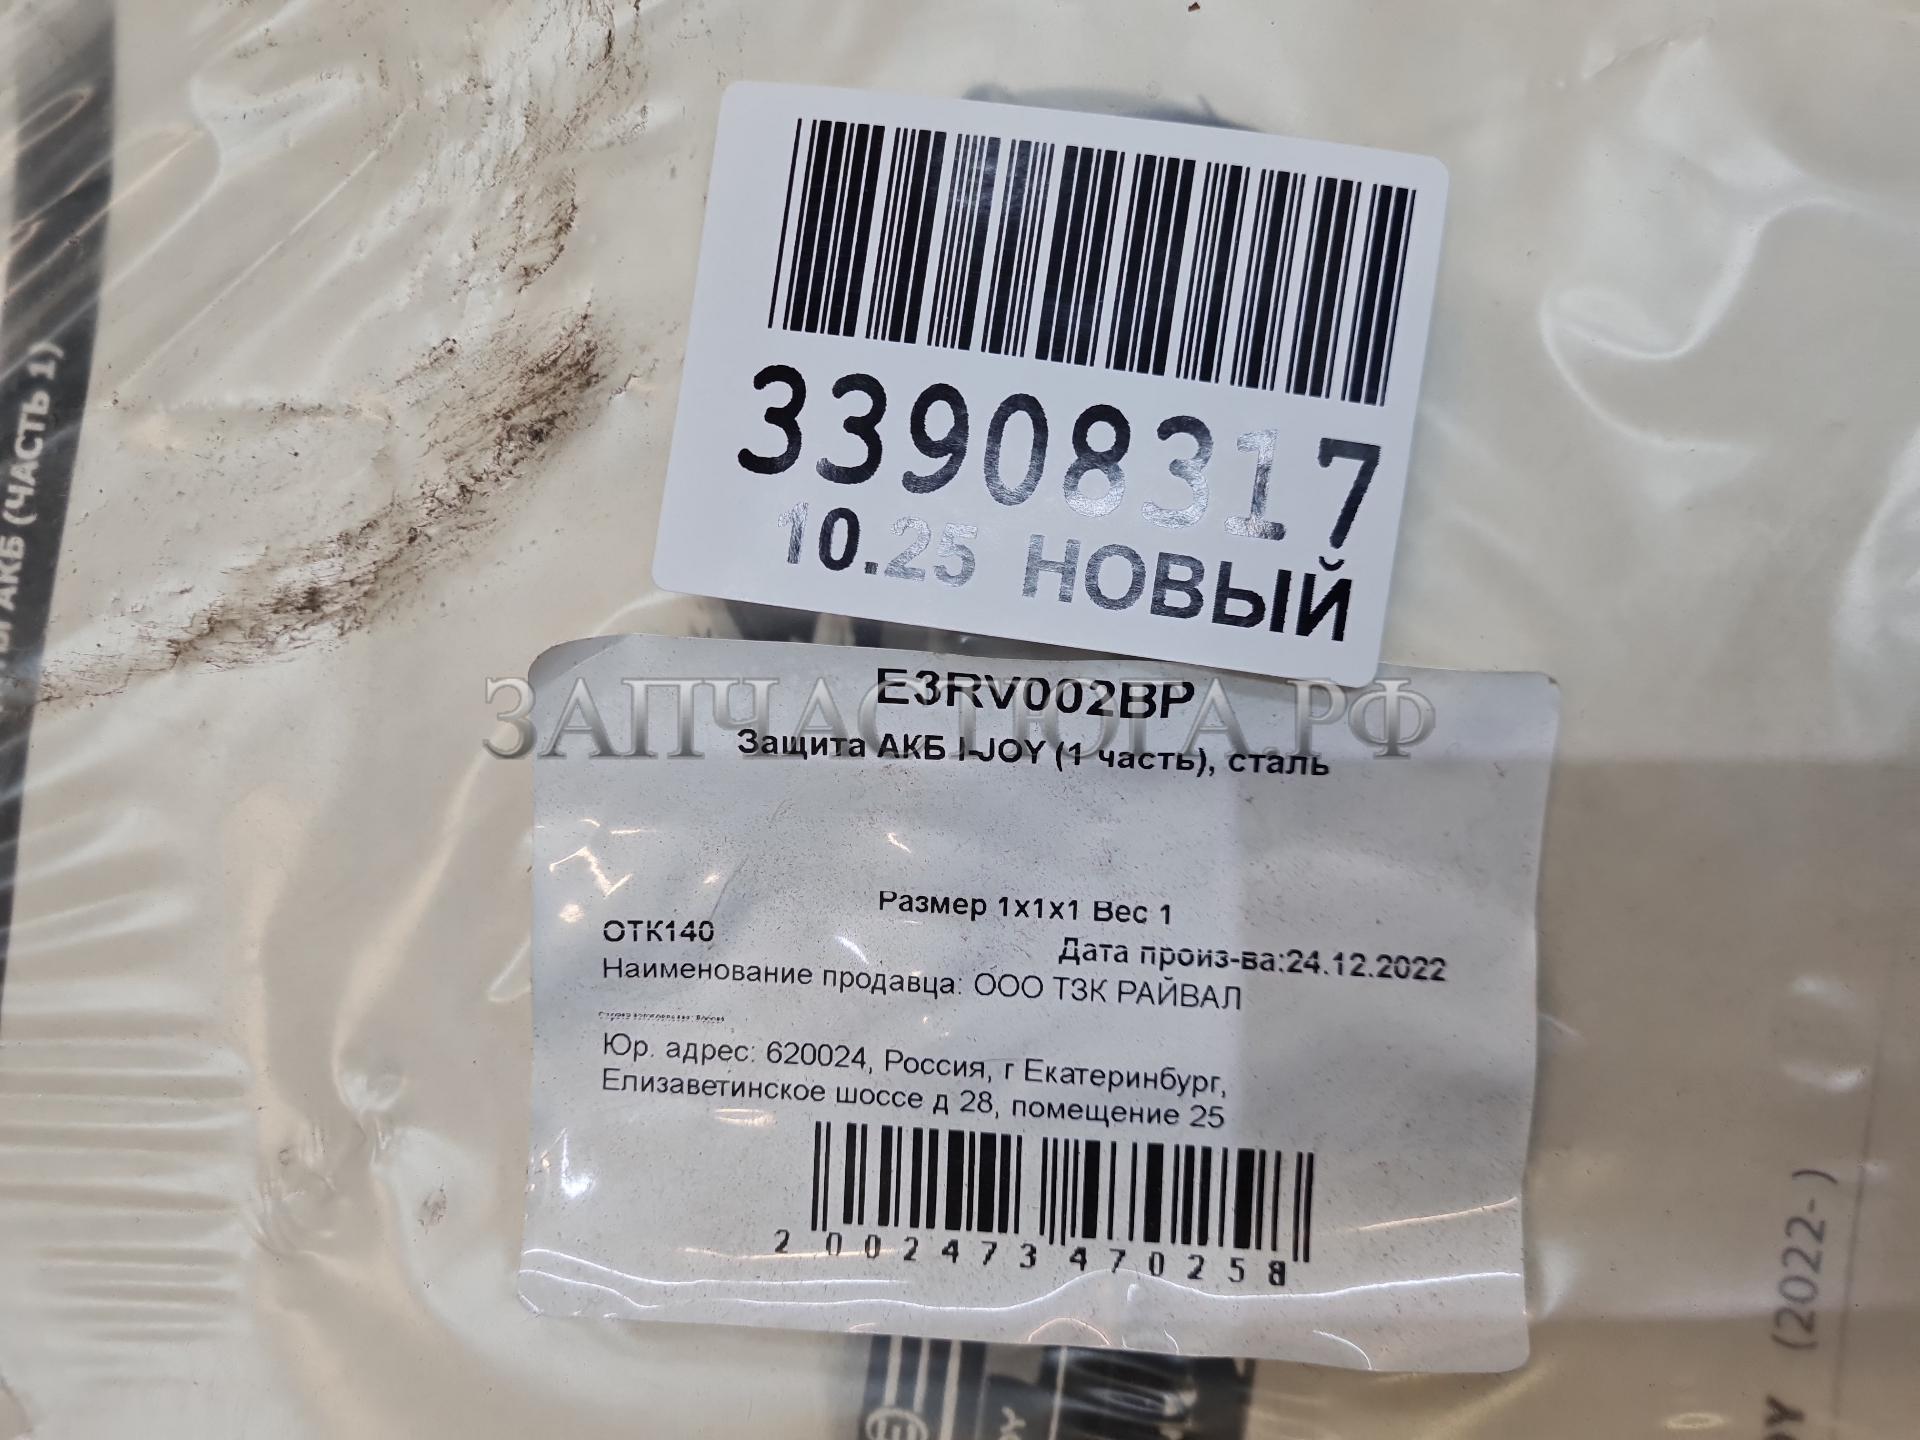 33908317
10.25 НОВЫЙ
E3RV002BP
ЗАПЧАСТЮГА.РФ
Защита АКБ I-JOY (1 часть), сталь
Размер 1x1x1 Вес 1
ОТК140
Дата произ-ва:24.12.2022
Наименование продавца: ООО ТЗК РАЙВАЛ
Юр. адрес: 620024, Россия, г Екатеринбург,
Елизаветинское шоссе д 28, помещение 25
2002473470258
АКБ (ЧАСТЬ 1)
(2022- )